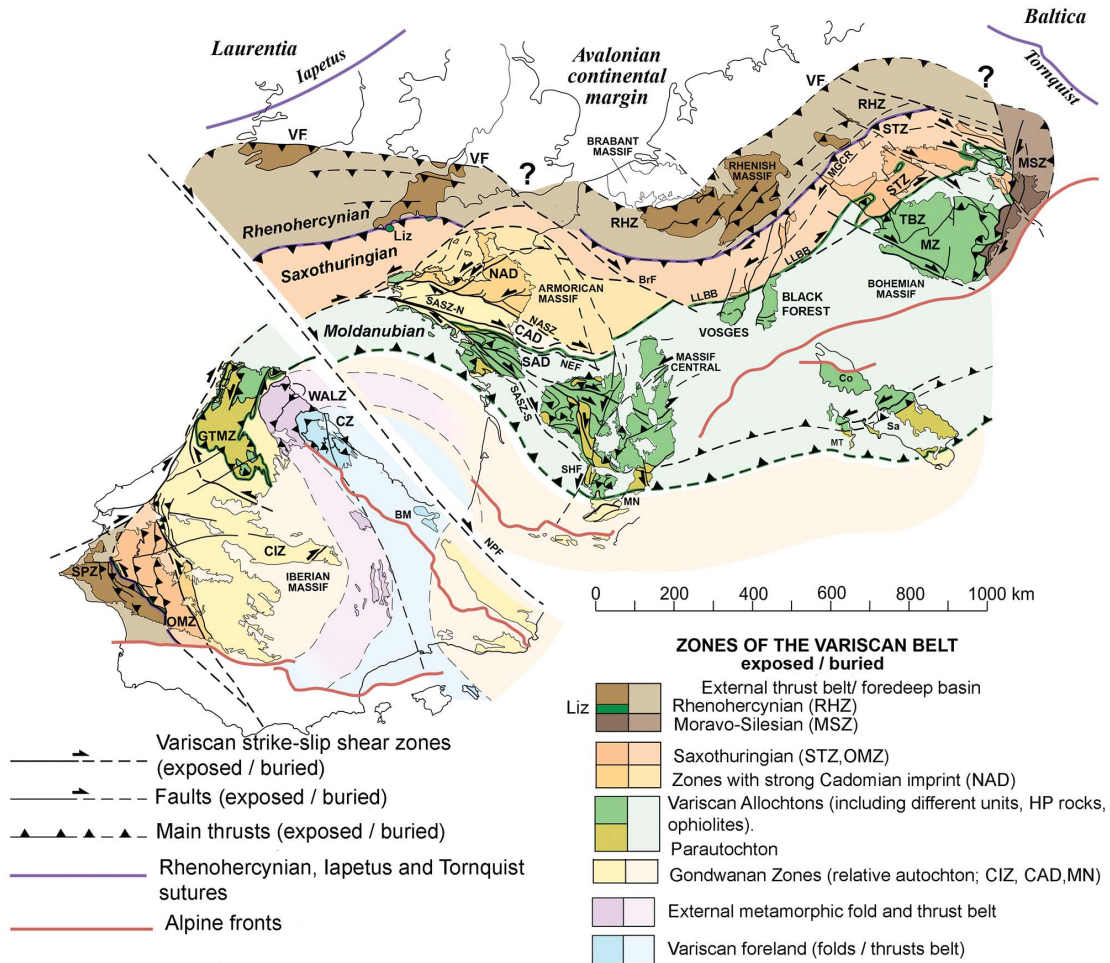 Laurentia
Iapetus
Avalonian
continental
margin
Baltica
Tornquist
?
VF
RHZ
STZ
VF
BRABANT
MASSIF
MGCR
MSZ
VF
?
RHENISH
MASSIF
STZ
Rhenohercynian
RHZ
TBZ
Liz
MZ
Saxothuringian
LLBB
NAD
BrF
ARMORICAN
MASSIF
BOHEMIAN
MASSIF
LLBB
BLACK
FOREST
SASZ-N
NASZ
VOSGES
Moldanubian
CAD
SAD
NEF
MASSIF
CENTRAL
Co
SASZ-S
WALZ
CZ
Sa
GTMZ
MT
SHF
MN
BM
NPF
CIZ
IBERIAN
MASSIF
SPZ
OMZ
0 200 400 600 800 1000 km
ZONES OF THE VARISCAN BELT
exposed / buried
External thrust belt/ foredeep basin
Liz
Rhenohercynian (RHZ)
Moravo-Silesian (MSZ)
Saxothuringian (STZ,OMZ)
Zones with strong Cadomian imprint (NAD)
Variscan Allochtons (including different units, HP rocks,
ophiolites).
Parautochton
Gondwanan Zones (relative autochton; CIZ, CAD,MN)
External metamorphic fold and thrust belt
Variscan foreland (folds / thrusts belt)
Variscan strike-slip shear zones
(exposed / buried)
Faults (exposed / buried)
Main thrusts (exposed / buried)
Rhenohercynian, Iapetus and Tornquist
sutures
Alpine fronts